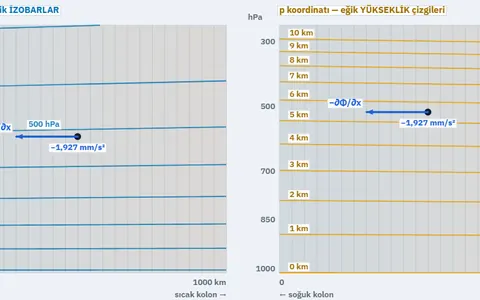 ik İZOBARLAR
∂x
500 hPa
−1,927 mm/s²
1000 km
sıcak kolon →
p koordinatı — eğik YÜKSEKLİK çizgileri
hPa
300
500
700
850
1000
10 km
9 km
8 km
7 km
6 km
5 km
4 km
3 km
2 km
1 km
0 km
−∂Φ/∂x
−1,927 mm/s²
0
← soğuk kolon